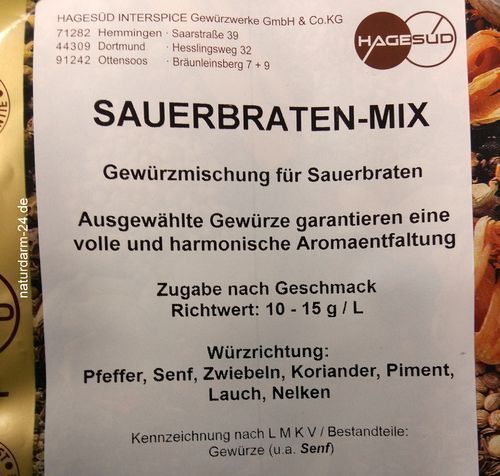 HAGESÜD INTERSPICE Gewürzwerke GmbH & Co.KG
71282 Hemmingen · Saarstraße 39
44309 Dortmund · Hesslingsweg 32
91242 Ottensoos · Bräunleinsberg 7 + 9
HAGESÜD
SAUERBRATEN-MIX
Gewürzmischung für Sauerbraten
Ausgewählte Gewürze garantieren eine
volle und harmonische Aromaentfaltung
Zugabe nach Geschmack
Richtwert: 10 - 15 g / L
Würzrichtung:
Pfeffer, Senf, Zwiebeln, Koriander, Piment,
Lauch, Nelken
Kennzeichnung nach L M K V / Bestandteile:
Gewürze (u.a. Senf)
naturdarm-24.de